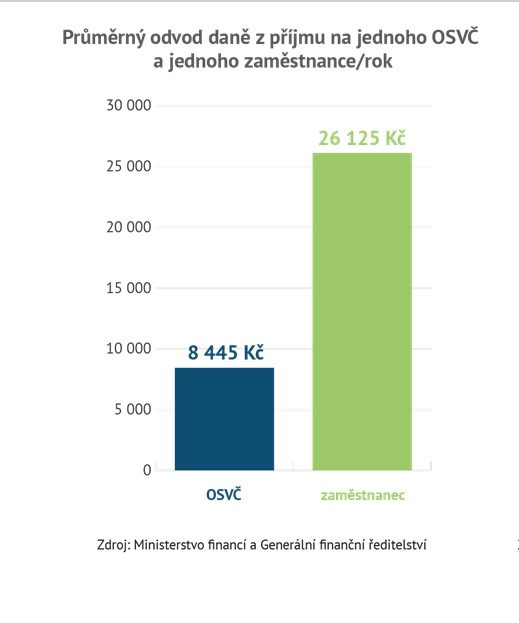 Průměrný odvod daně z příjmu na jednoho OSVČ
a jednoho zaměstnance/rok
30 000
26 125 Kč
25 000
20 000
15 000
10 000
8 445 Kč
5 000
0
OSVČ
zaměstnanec
Zdroj: Ministerstvo financí a Generální finanční ředitelství